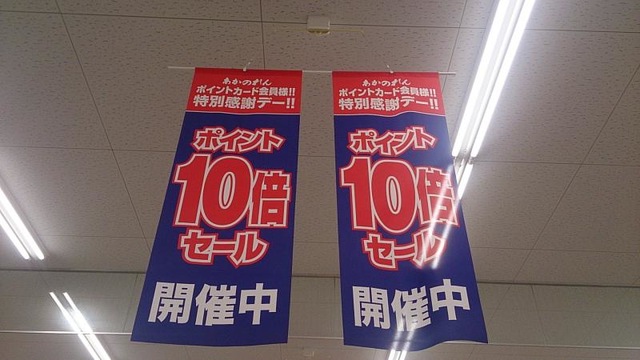 あかのれん
ポイントカード会員様!!
特別感謝デー!!
ポイント
10倍
セール
開催中
あかのれん
ポイントカード会員様!!
特別感謝デー!!
ポイント
10倍
セール
開催中